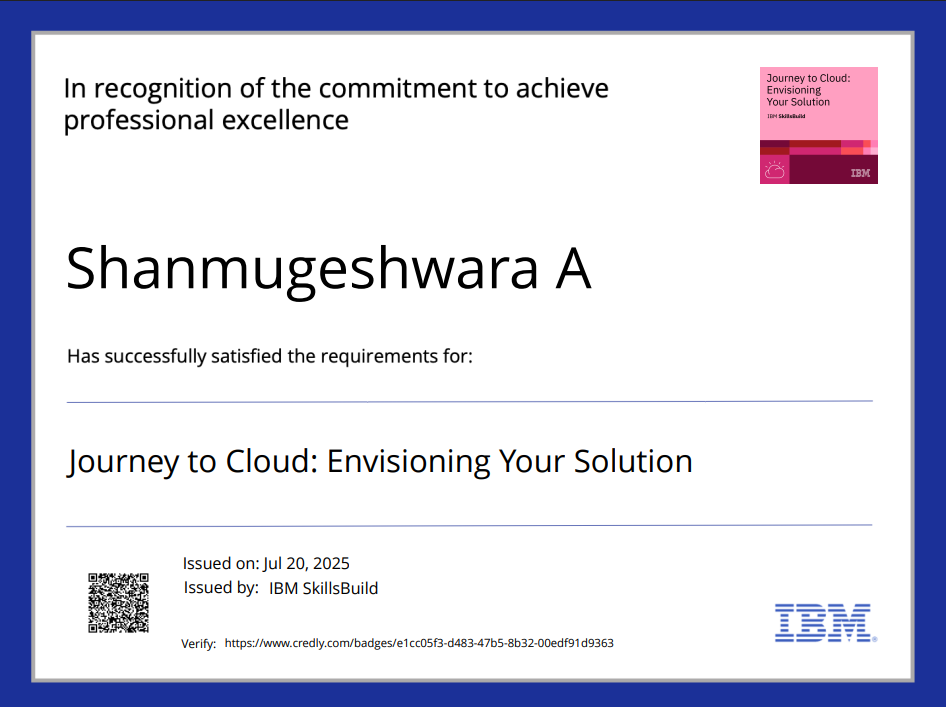 In recognition of the commitment to achieve
professional excellence
Journey to Cloud:
Envisioning
Your Solution
IBM SkillsBuild
IBM
Shanmugeshwara A
Has successfully satisfied the requirements for:
Journey to Cloud: Envisioning Your Solution
Issued on: Jul 20, 2025
Issued by: IBM SkillsBuild
Verify: https://www.credly.com/badges/e1cc05f3-d483-47b5-8b32-00edf91d9363
IBM®